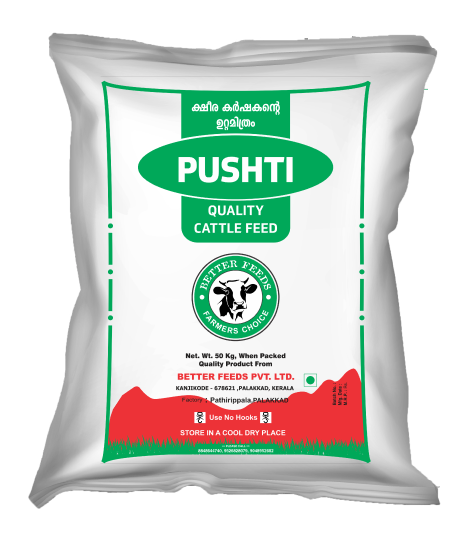 ക്ഷീര കർഷകന്റെ
ഉറ്റമിത്രം
PUSHTI
QUALITY
CATTLE FEED
BETTER FEEDS
FARMERS CHOICE
Net. Wt. 50 Kg, When Packed
Quality Product From
BETTER FEEDS PVT. LTD.
KANJIKODE - 678621 ,PALAKKAD, KERALA
Factory : Pathirippala,PALAKKAD
Use No Hooks
STORE IN A COOL DRY PLACE